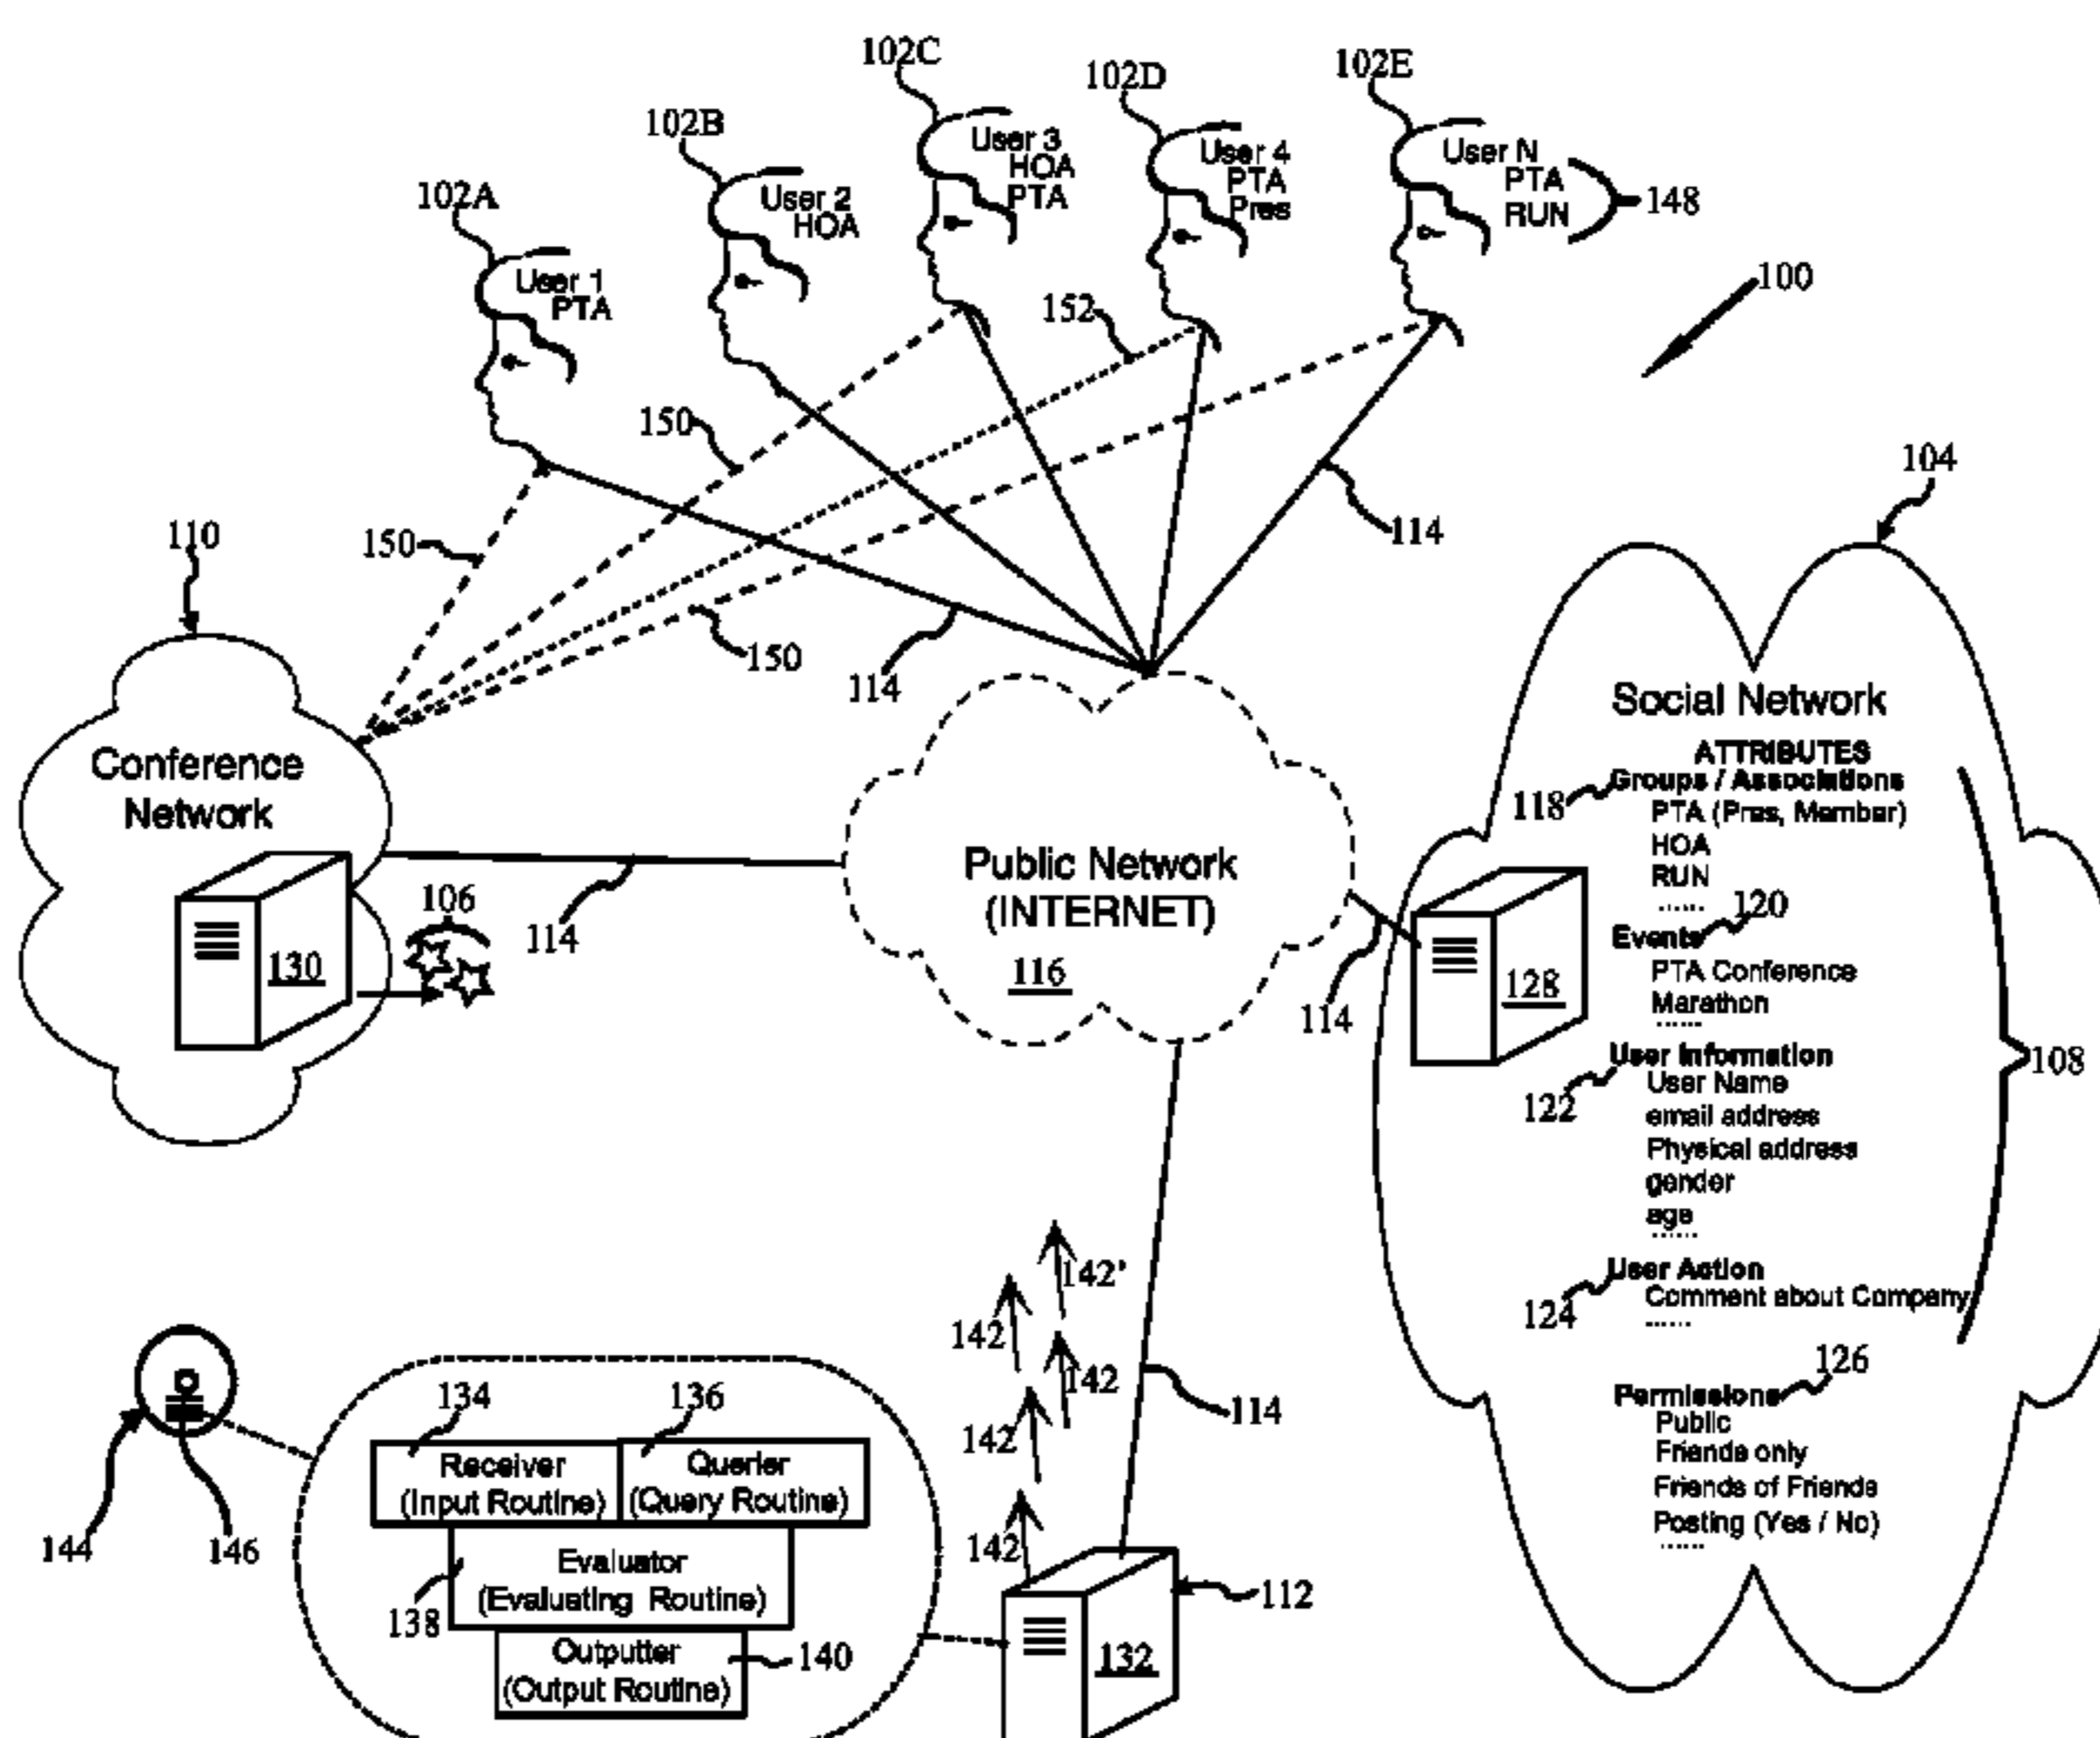 102A
User 1
PTA
102B
User 2
HOA
102C
User 3
HOA
PTA
102D
User 4
PTA
Pres
102E
User N
PTA
RUN
148
100
152
150
150
150
114
114
110
Conference
Network
130
106
114
Public Network
(INTERNET)
116
114
104
Social Network
ATTRIBUTES
118
Groups / Associations
PTA (Pres, Member)
HOA
RUN
......
120
Events
PTA Conference
Marathon
......
128
108
User Information
122
User Name
email address
Physical address
gender
age
......
User Action
124
Comment about Company
......
126
Permissions
Public
Friends only
Friends of Friends
Posting (Yes / No)
......
142'
142
142
142
142
114
112
132
144
146
134
136
Receiver
(Input Routine)
Querier
(Query Routine)
Evaluator
(Evaluating Routine)
138
Outputter
(Output Routine)
140